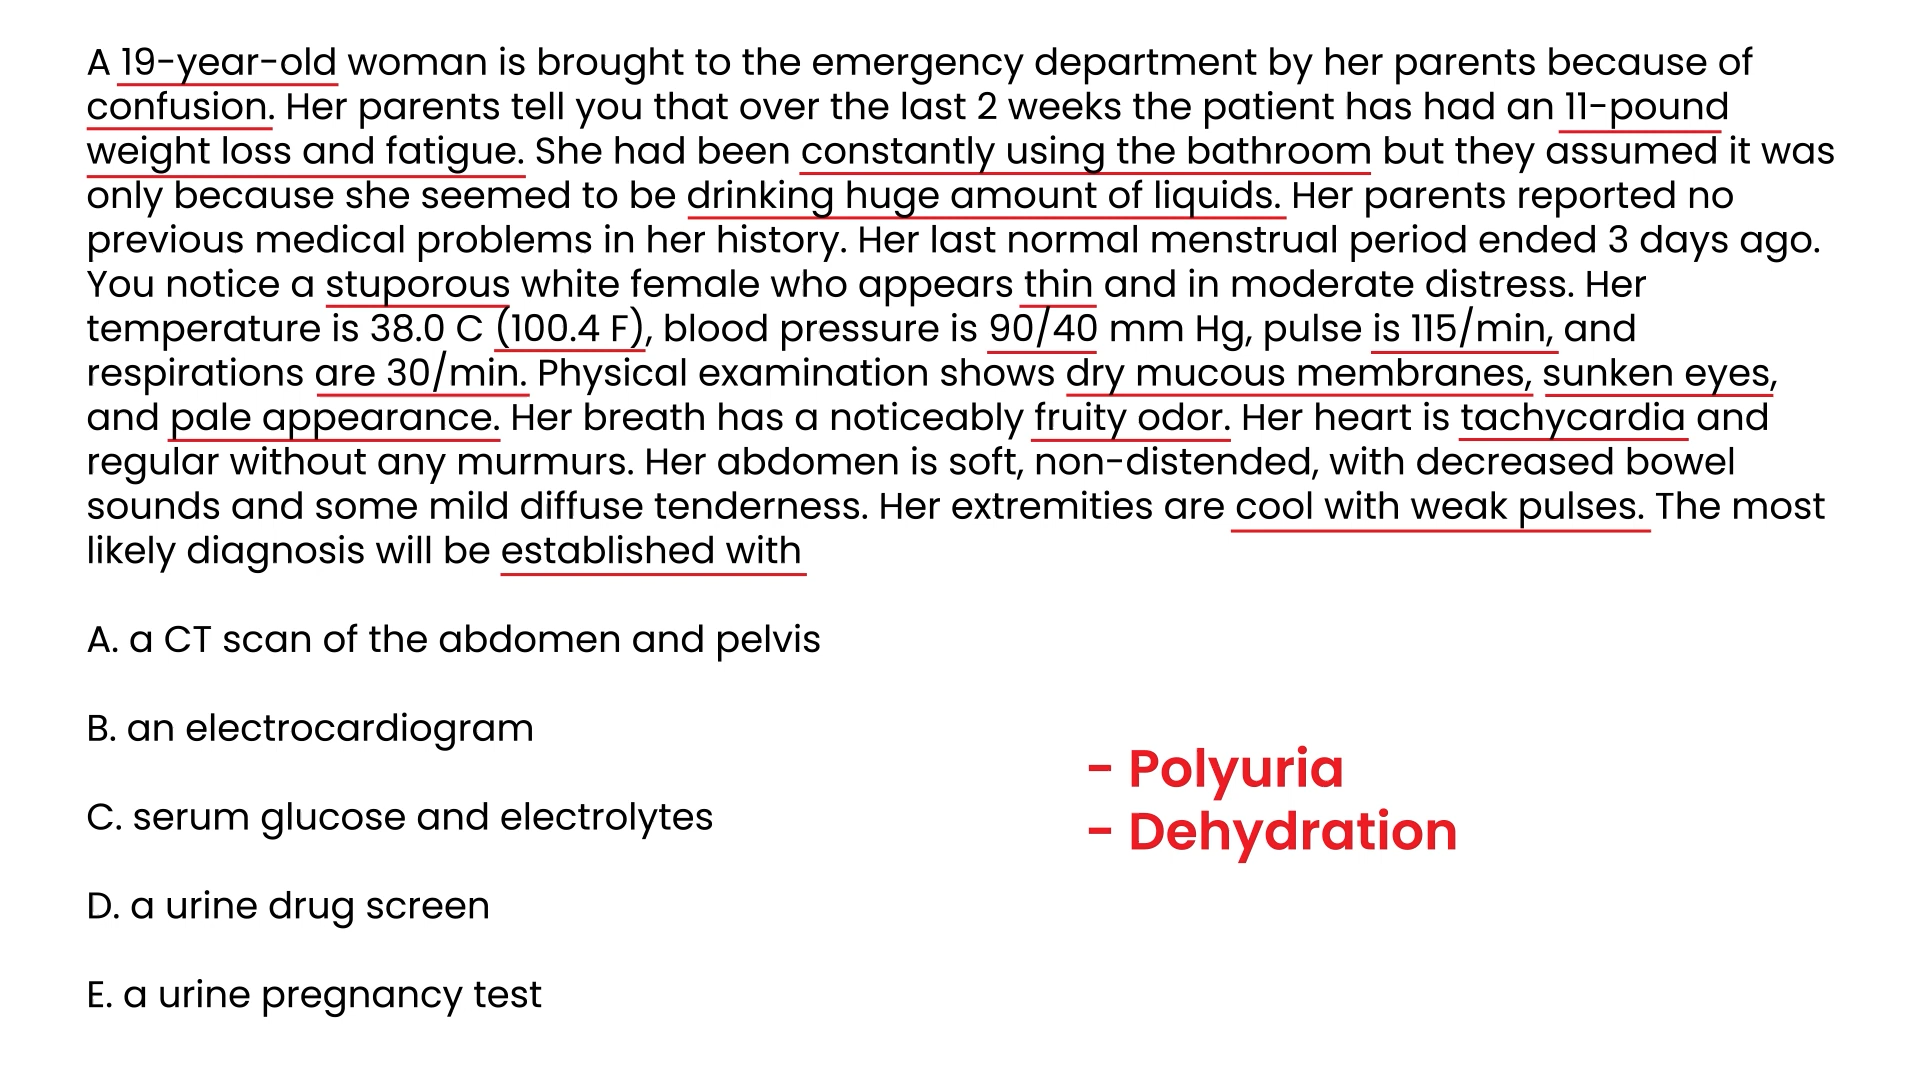 A 19-year-old woman is brought to the emergency department by her parents because of
confusion. Her parents tell you that over the last 2 weeks the patient has had an 11-pound
weight loss and fatigue. She had been constantly using the bathroom but they assumed it was
only because she seemed to be drinking huge amount of liquids. Her parents reported no
previous medical problems in her history. Her last normal menstrual period ended 3 days ago.
You notice a stuporous white female who appears thin and in moderate distress. Her
temperature is 38.0 C (100.4 F), blood pressure is 90/40 mm Hg, pulse is 115/min, and
respirations are 30/min. Physical examination shows dry mucous membranes, sunken eyes,
and pale appearance. Her breath has a noticeably fruity odor. Her heart is tachycardia and
regular without any murmurs. Her abdomen is soft, non-distended, with decreased bowel
sounds and some mild diffuse tenderness. Her extremities are cool with weak pulses. The most
likely diagnosis will be established with
A. a CT scan of the abdomen and pelvis
B. an electrocardiogram
C. serum glucose and electrolytes
D. a urine drug screen
E. a urine pregnancy test
- Polyuria
- Dehydration